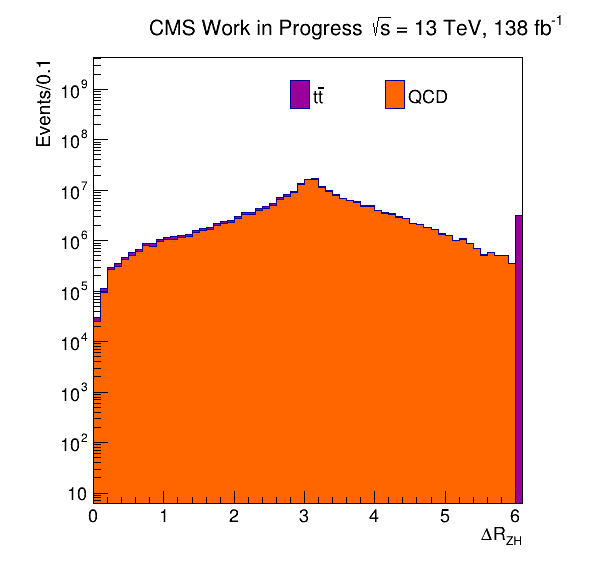 CMS Work in Progress √s = 13 TeV, 138 fb⁻¹
Events/0.1
tt̄
QCD
10⁹
10⁸
10⁷
10⁶
10⁵
10⁴
10³
10²
10
0 1 2 3 4 5 6
ΔR_ZH